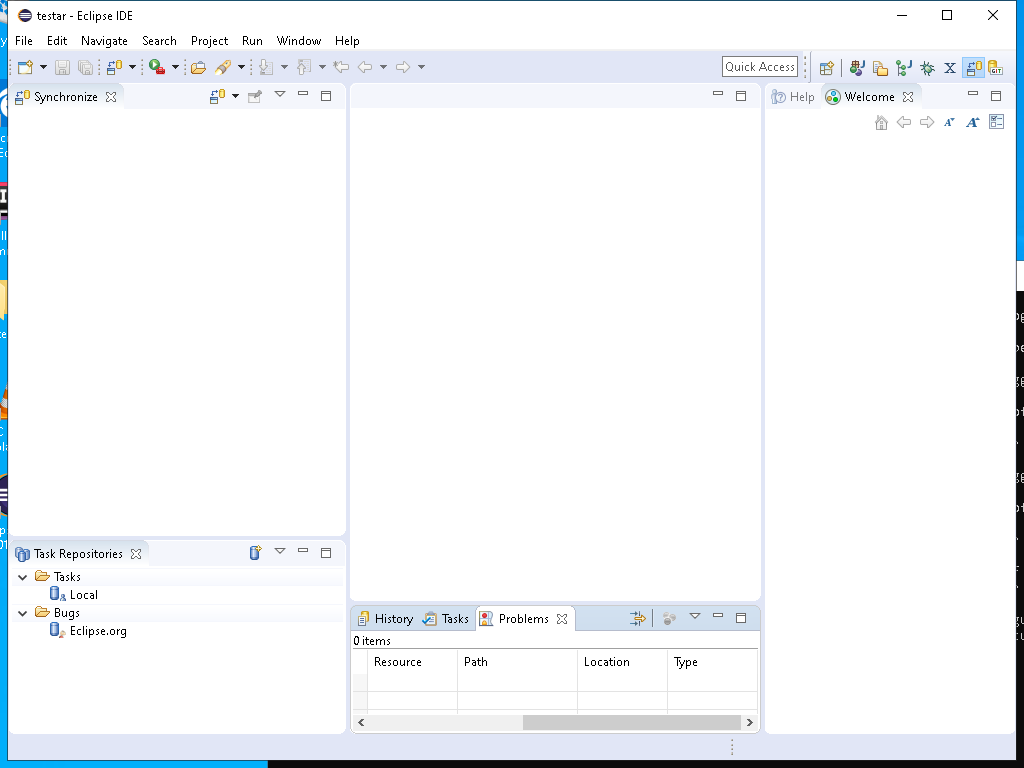 testar - Eclipse IDE
File Edit Navigate Search Project Run Window Help
Quick Access
Synchronize
Help Welcome
Task Repositories
Tasks
Local
Bugs
Eclipse.org
History Tasks Problems
0 items
Resource Path Location Type